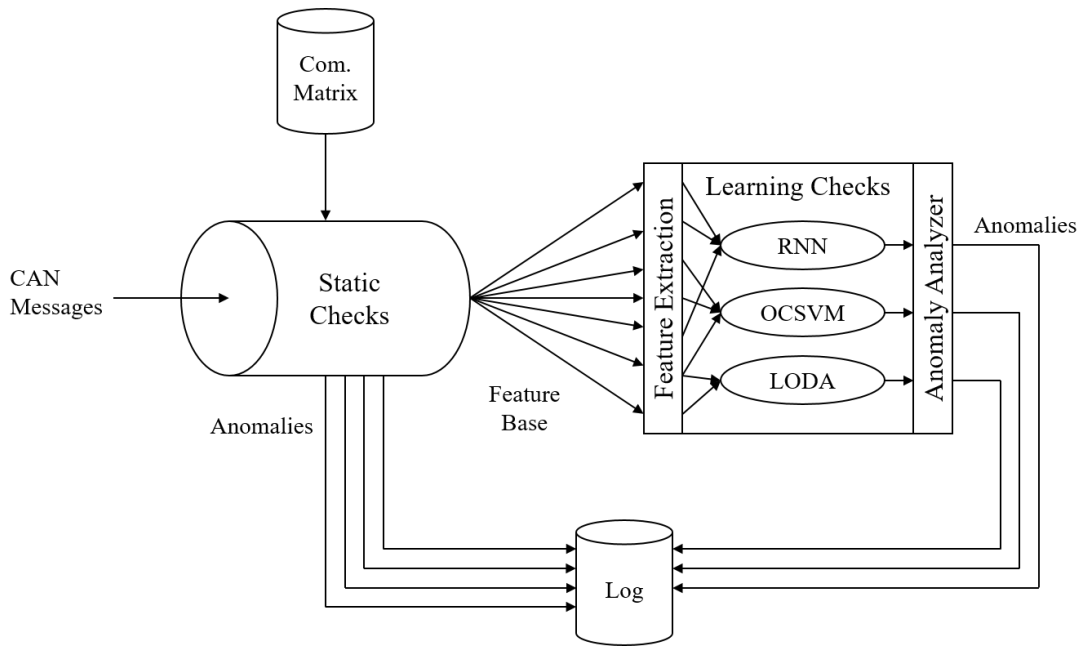 Com.
Matrix
Learning Checks
Feature Extraction
RNN
OCSVM
LODA
Anomaly Analyzer
Anomalies
CAN
Messages
Static
Checks
Feature
Base
Anomalies
Log